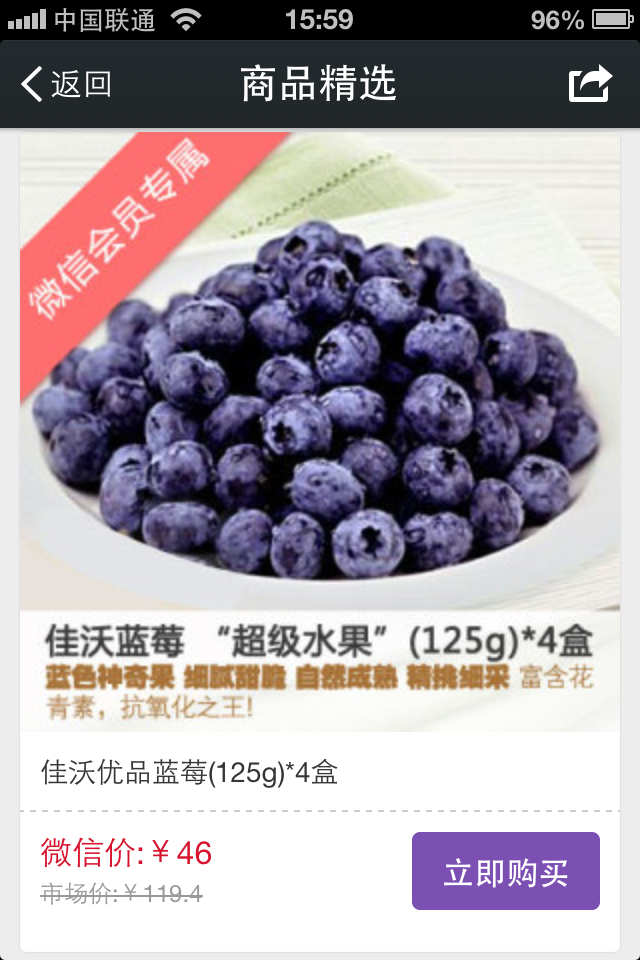 中国联通 15:59 96%
返回 商品精选
微信会员专属
佳沃蓝莓 “超级水果” (125g)*4盒
蓝色神奇果 细腻甜脆 自然成熟 精挑细采 富含花
青素，抗氧化之王!
佳沃优品蓝莓(125g)*4盒
微信价:￥46
市场价:￥119.4
立即购买